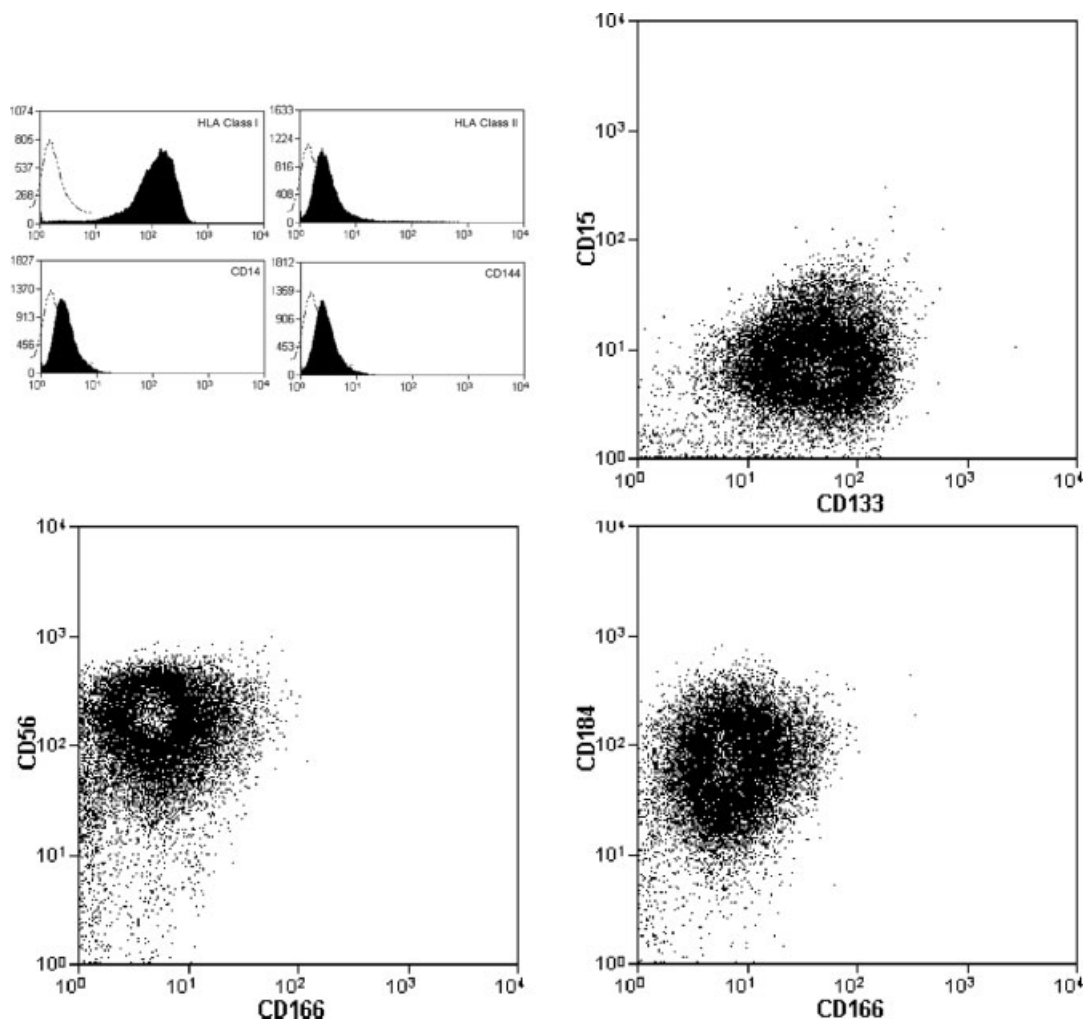 1074
805
537
268
0
HLA Class I
10⁰ 10¹ 10² 10³ 10⁴
1633
1224
816
408
0
HLA Class II
10⁰ 10¹ 10² 10³ 10⁴
1827
1370
913
456
0
CD14
10⁰ 10¹ 10² 10³ 10⁴
1812
1369
906
453
0
CD144
10⁰ 10¹ 10² 10³ 10⁴
10⁴
10³
10²
10¹
10⁰
CD15
10⁰ 10¹ 10² 10³ 10⁴
CD133
10⁴
10³
10²
10¹
10⁰
CD56
10⁰ 10¹ 10² 10³ 10⁴
CD166
10⁴
10³
10²
10¹
10⁰
CD184
10⁰ 10¹ 10² 10³ 10⁴
CD166